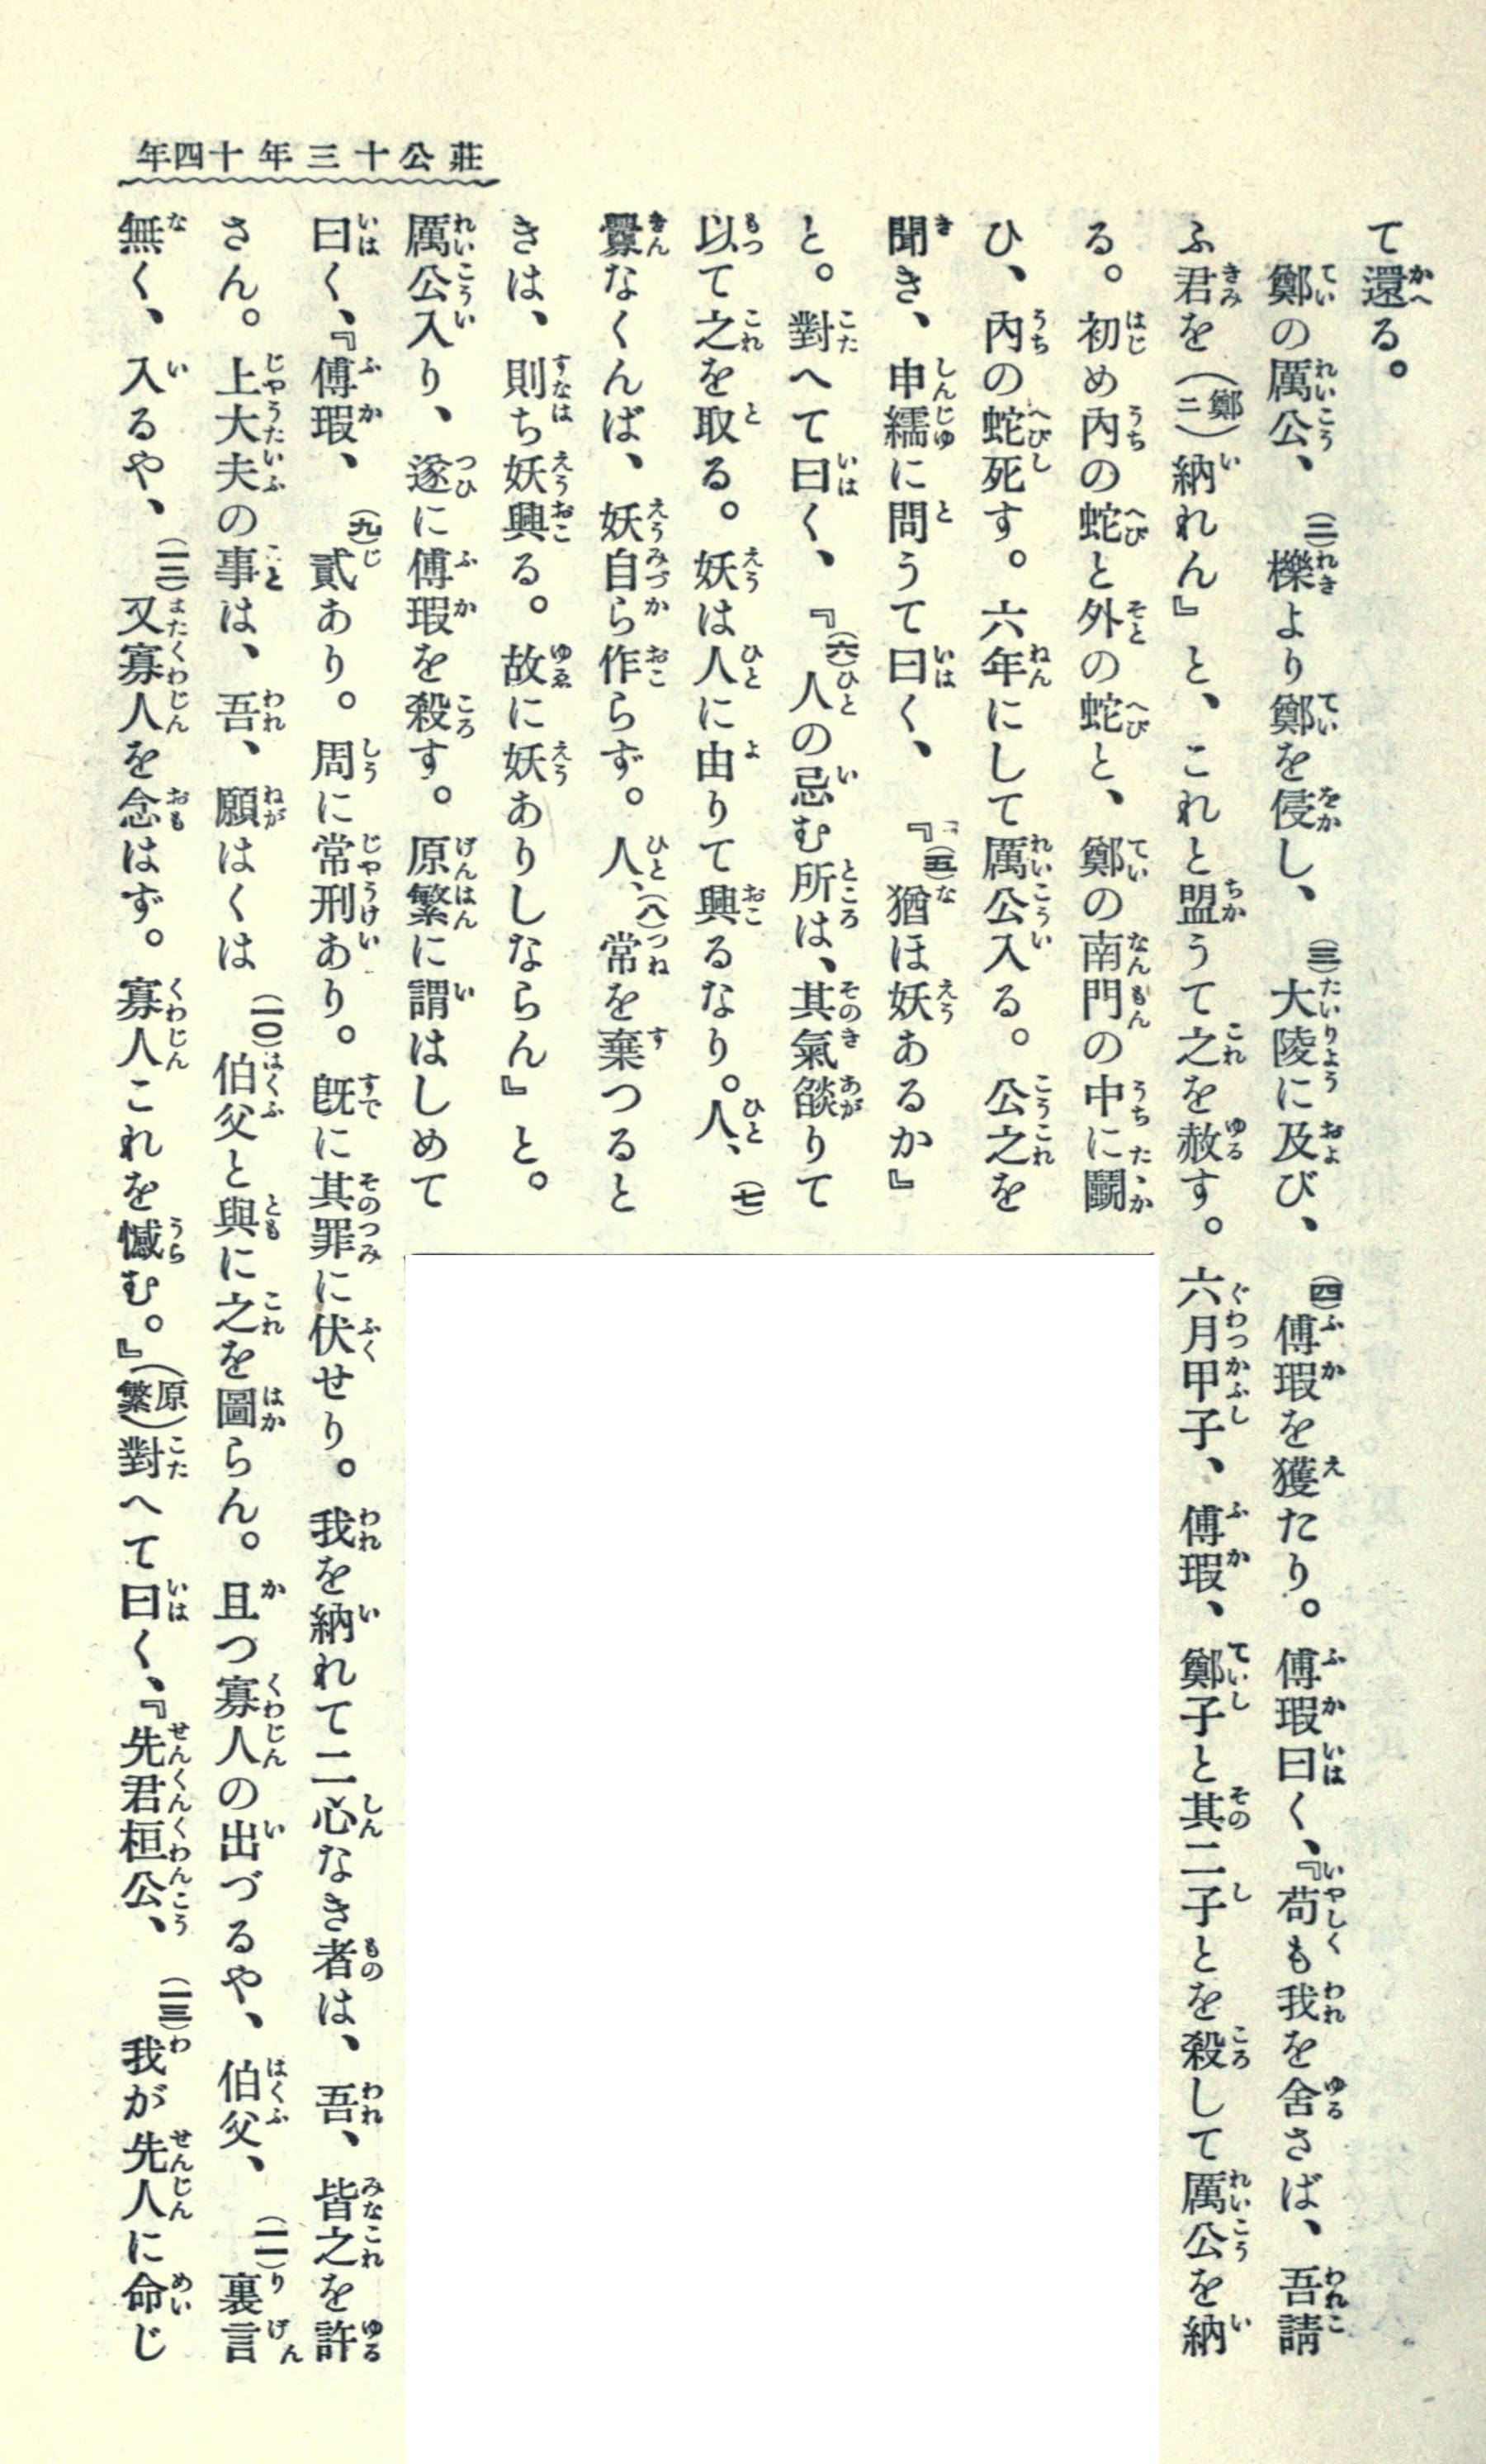 莊公十三年十四年
て還る。
鄭の厲公、(二)櫟より鄭を侵し、(三)大陵に及び、(四)傅瑕を獲たり。傅瑕曰く、『苟も我を舍さば、吾請
ふ君を(鄭ニ)納れん』と、これと盟うて之を赦す。六月甲子、傅瑕、鄭子と其二子とを殺して厲公を納
る。初め內の蛇と外の蛇と、鄭の南門の中に鬭
ひ、內の蛇死す。六年にして厲公入る。公之を
聞き、申繻に問うて曰く、『(五)猶ほ妖あるか』
と。對へて曰く、『(六)人の忌む所は、其氣燄りて
以て之を取る。妖は人に由りて興るなり。人、(七)
釁なくんば、妖自ら作らず。人、(八)常を棄つると
きは、則ち妖興る。故に妖ありしならん』と。
厲公入り、遂に傅瑕を殺す。原繁に謂はしめて
曰く、『傅瑕、(九)貳あり。周に常刑あり。旣に其罪に伏せり。我を納れて二心なき者は、吾、皆之を許
さん。上大夫の事は、吾、願はくは(一〇)伯父と與に之を圖らん。且つ寡人の出づるや、伯父、(一一)裏言
無く、入るや、(一二)又寡人を念はず。寡人これを憾む。』(原繁)對へて曰く、『先君桓公、(一三)我が先人に命じ